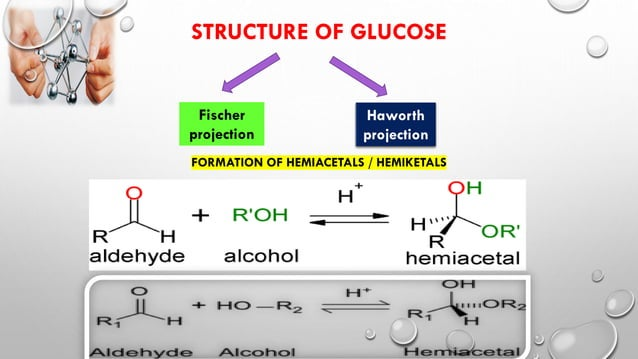 STRUCTURE OF GLUCOSE
Fischer
projection
Haworth
projection
FORMATION OF HEMIACETALS / HEMIKETALS
O
R H
+ R'OH
H+
OH
H
R
OR'
aldehyde alcohol hemiacetal
O
R1 H
+ HO—R2
H+
OH
R1
OR2
H
Aldehyde Alcohol Hemiacetal